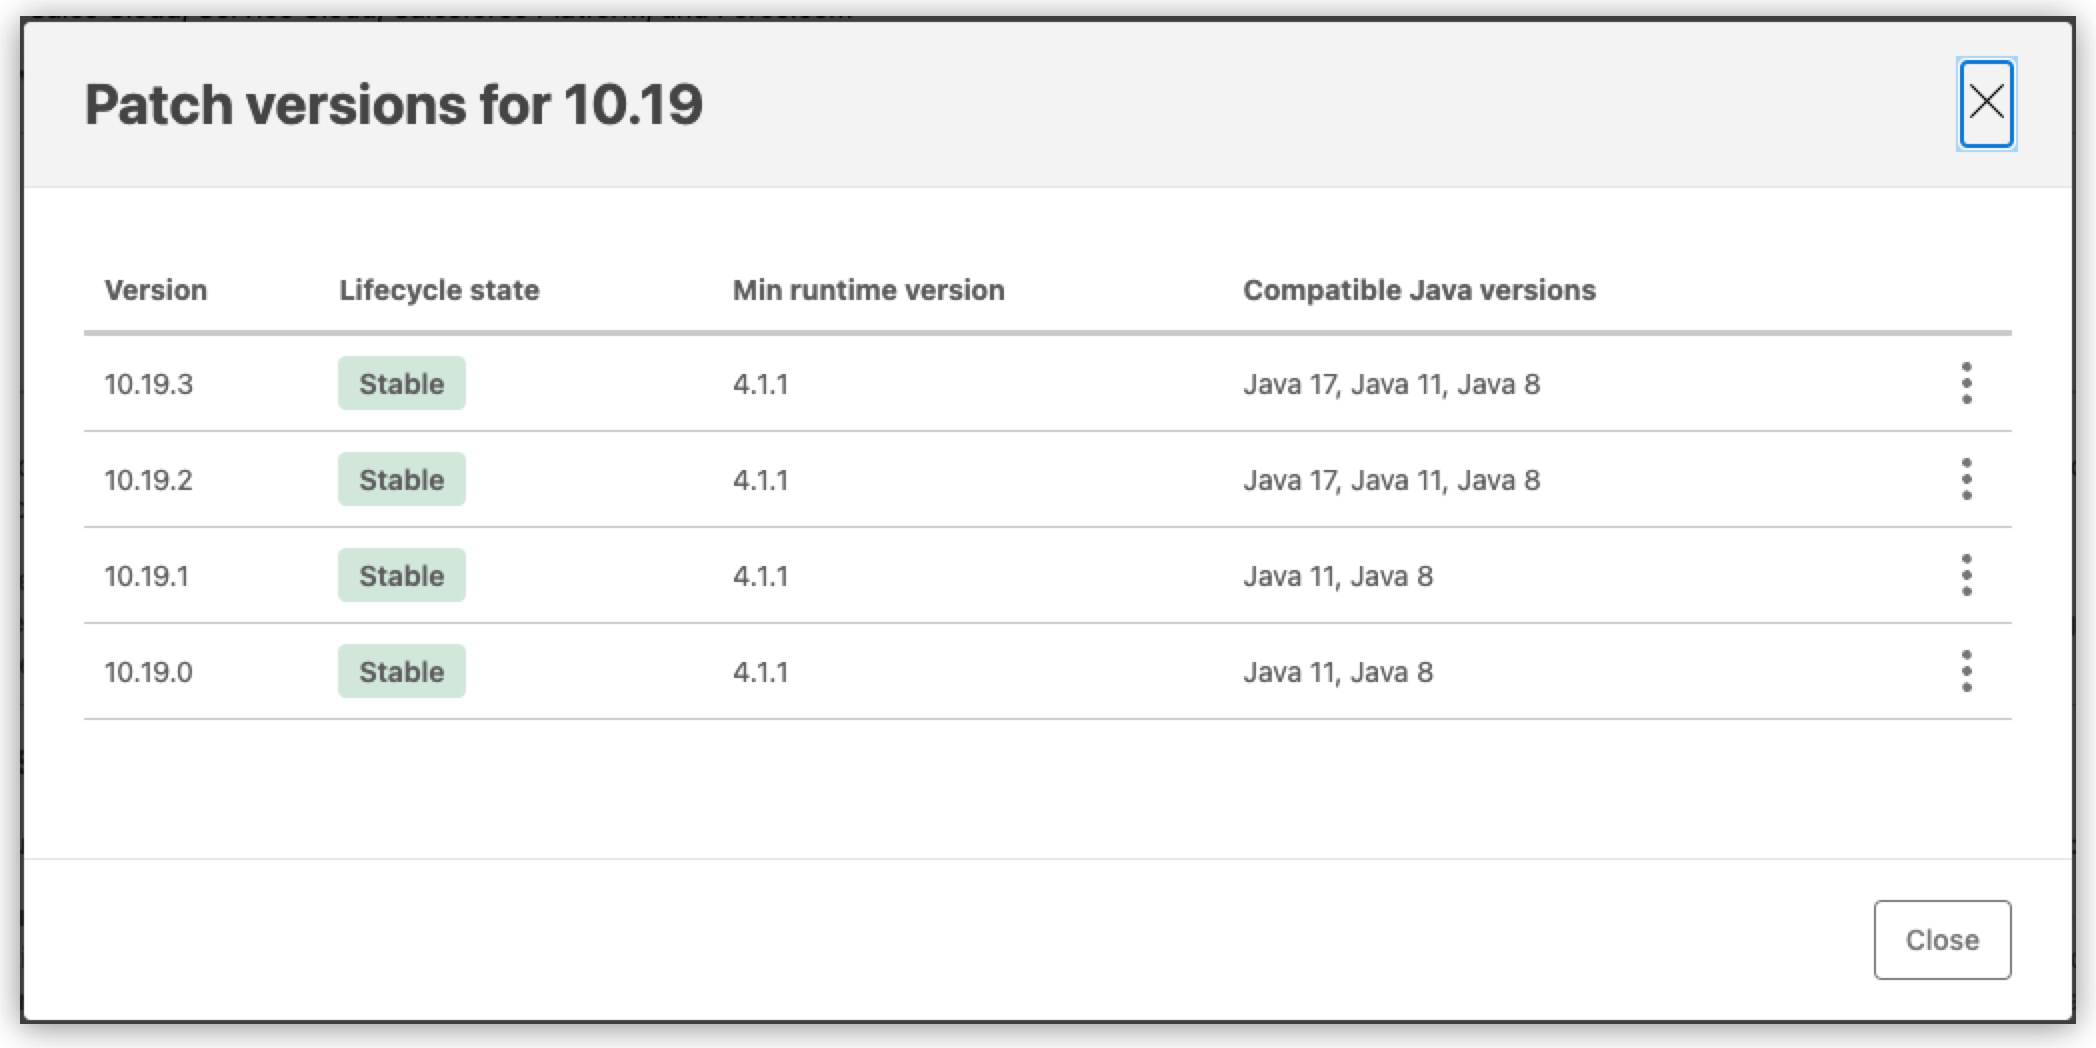 Patch versions for 10.19
Version Lifecycle state Min runtime version Compatible Java versions
10.19.3 Stable 4.1.1 Java 17, Java 11, Java 8
10.19.2 Stable 4.1.1 Java 17, Java 11, Java 8
10.19.1 Stable 4.1.1 Java 11, Java 8
10.19.0 Stable 4.1.1 Java 11, Java 8
Close